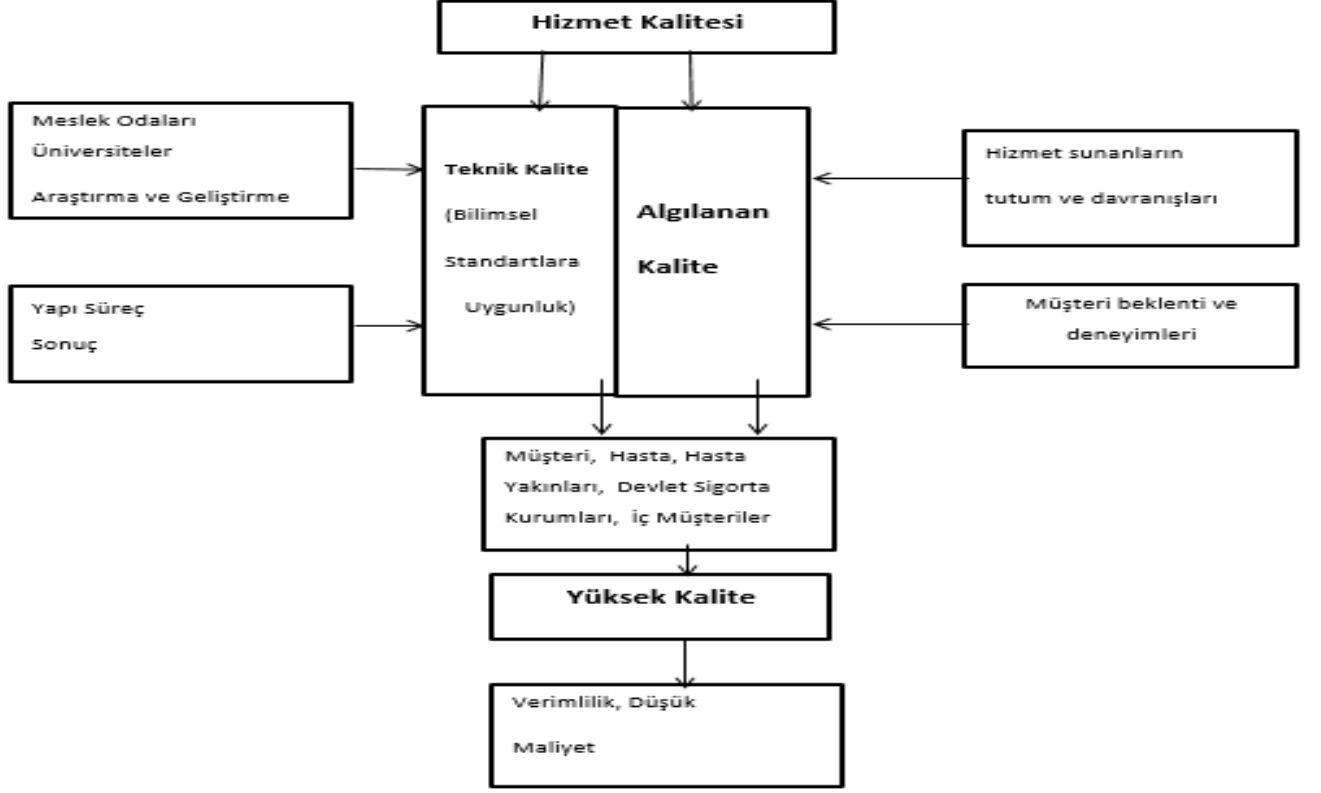 Hizmet Kalitesi
Meslek Odaları
Üniversiteler
Araştırma ve Geliştirme
Yapı Süreç
Sonuç
Teknik Kalite
(Bilimsel
Standartlara
Uygunluk)
Algılanan
Kalite
Hizmet sunanların
tutum ve davranışları
Müşteri beklenti ve
deneyimleri
Müşteri, Hasta, Hasta
Yakınları, Devlet Sigorta
Kurumları, İç Müşteriler
Yüksek Kalite
Verimlilik, Düşük
Maliyet